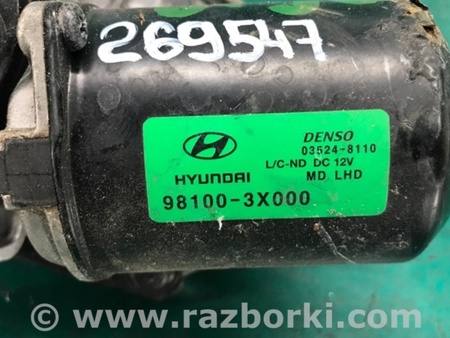 269547
DENSO
03524-8110
L/C-ND DC 12V
HYUNDAI MD LHD
98100-3X000
© www.razborki.com